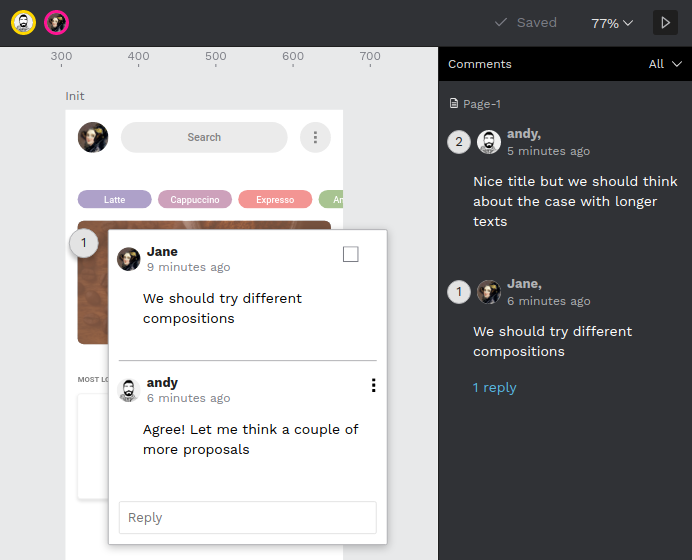 Saved
77%
300 400 500 600 700
Comments
All
Init
Page-1
Search
Latte
Cappuccino
Expresso
1
Jane
9 minutes ago
We should try different
compositions
MOST
andy
6 minutes ago
Agree! Let me think a couple of
more proposals
Reply
2
andy,
5 minutes ago
Nice title but we should think
about the case with longer
texts
1
Jane,
6 minutes ago
We should try different
compositions
1 reply